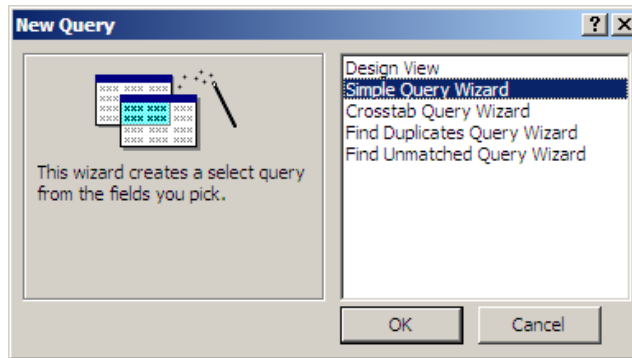 New Query
This wizard creates a select query
from the fields you pick.
Design View
Simple Query Wizard
Crosstab Query Wizard
Find Duplicates Query Wizard
Find Unmatched Query Wizard
OK
Cancel